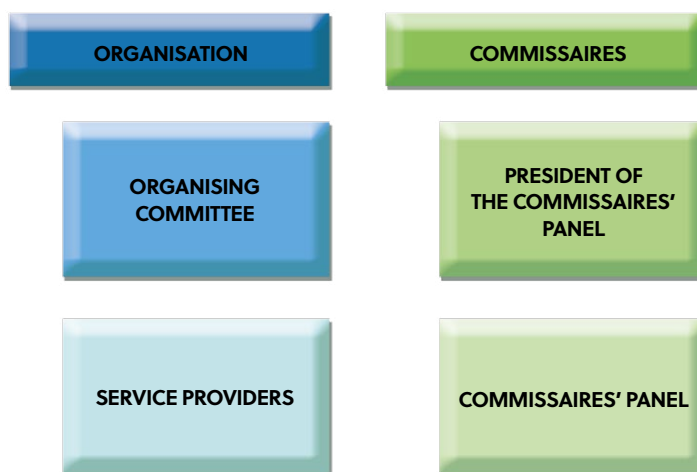 ORGANISATION
COMMISSAIRES
ORGANISING
COMMITTEE
PRESIDENT OF
THE COMMISSAIRES’
PANEL
SERVICE PROVIDERS
COMMISSAIRES’ PANEL